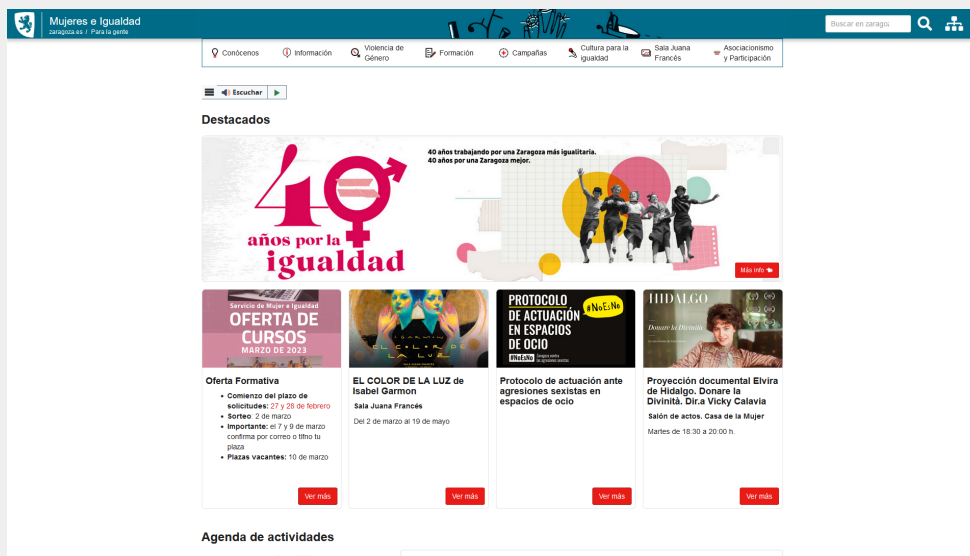 Mujeres e Igualdad
zaragoza.es / Para la gente
Buscar en zaragoz
Conócenos
Información
Violencia de
Género
Formación
Campañas
Cultura para la
igualdad
Sala Juana
Francés
Asociacionismo
y Participación
Escuchar
Destacados
40 años trabajando por una Zaragoza más igualitaria.
40 años por una Zaragoza mejor.
40
años por la
igualdad
Más info
Servicio de Mujer e Igualdad
OFERTA DE
CURSOS
MARZO DE 2023
Oferta Formativa
• Comienzo del plazo de
solicitudes: 27 y 28 de febrero
• Sorteo: 2 de marzo
• Importante: el 7 y 9 de marzo
confirma por correo o tlfno tu
plaza
• Plazas vacantes: 10 de marzo
Ver más
GARMÓN
EL COLOR DE
LA LUZ
EL COLOR DE LA LUZ de
Isabel Garmon
Sala Juana Francés
Del 2 de marzo al 19 de mayo
Ver más
PROTOCOLO
DE ACTUACIÓN
EN ESPACIOS
DE OCIO
#NoEsNo
#NoEsNo
Protocolo de actuación ante
agresiones sexistas en
espacios de ocio
Ver más
HIDALGO
Donare la Divinità
Proyección documental Elvira
de Hidalgo. Donare la
Divinità. Dir.a Vicky Calavia
Salón de actos. Casa de la Mujer
Martes de 18:30 a 20:00 h.
Ver más
Agenda de actividades